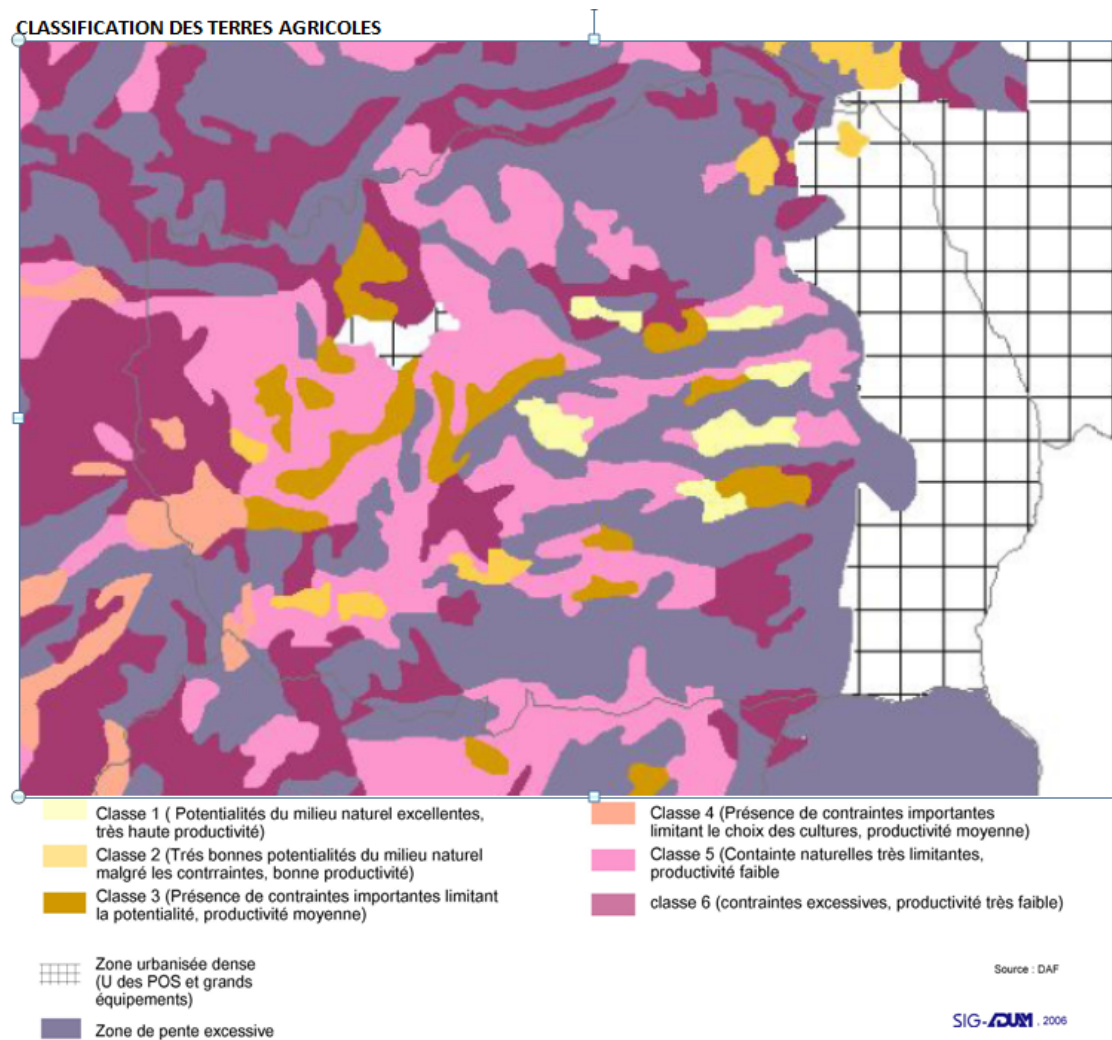 CLASSIFICATION DES TERRES AGRICOLES
Classe 1 ( Potentialités du milieu naturel excellentes,
très haute productivité)
Classe 2 (Trés bonnes potentialités du milieu naturel
malgré les contrraintes, bonne productivité)
Classe 3 (Présence de contraintes importantes limitant
la potentialité, productivité moyenne)
Zone urbanisée dense
(U des POS et grands
équipements)
Zone de pente excessive
Classe 4 (Présence de contraintes importantes
limitant le choix des cultures, productivité moyenne)
Classe 5 (Containte naturelles très limitantes,
productivité faible
classe 6 (contraintes excessives, productivité très faible)
Source : DAF
SIG-ADUAM , 2006